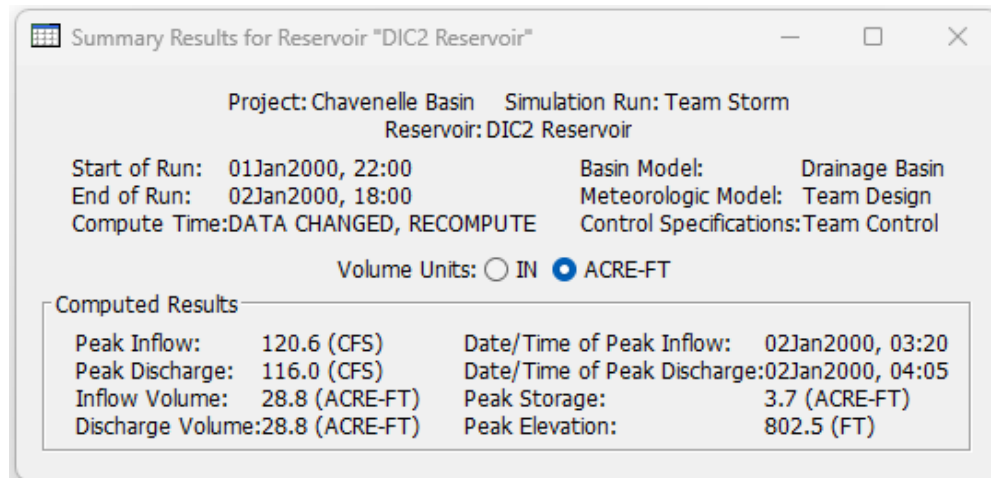 Summary Results for Reservoir "DIC2 Reservoir"
Project: Chavenelle Basin Simulation Run: Team Storm
Reservoir: DIC2 Reservoir
Start of Run: 01Jan2000, 22:00 Basin Model: Drainage Basin
End of Run: 02Jan2000, 18:00 Meteorologic Model: Team Design
Compute Time:DATA CHANGED, RECOMPUTE Control Specifications:Team Control
Volume Units: IN ACRE-FT
Computed Results
Peak Inflow: 120.6 (CFS) Date/Time of Peak Inflow: 02Jan2000, 03:20
Peak Discharge: 116.0 (CFS) Date/Time of Peak Discharge:02Jan2000, 04:05
Inflow Volume: 28.8 (ACRE-FT) Peak Storage: 3.7 (ACRE-FT)
Discharge Volume:28.8 (ACRE-FT) Peak Elevation: 802.5 (FT)